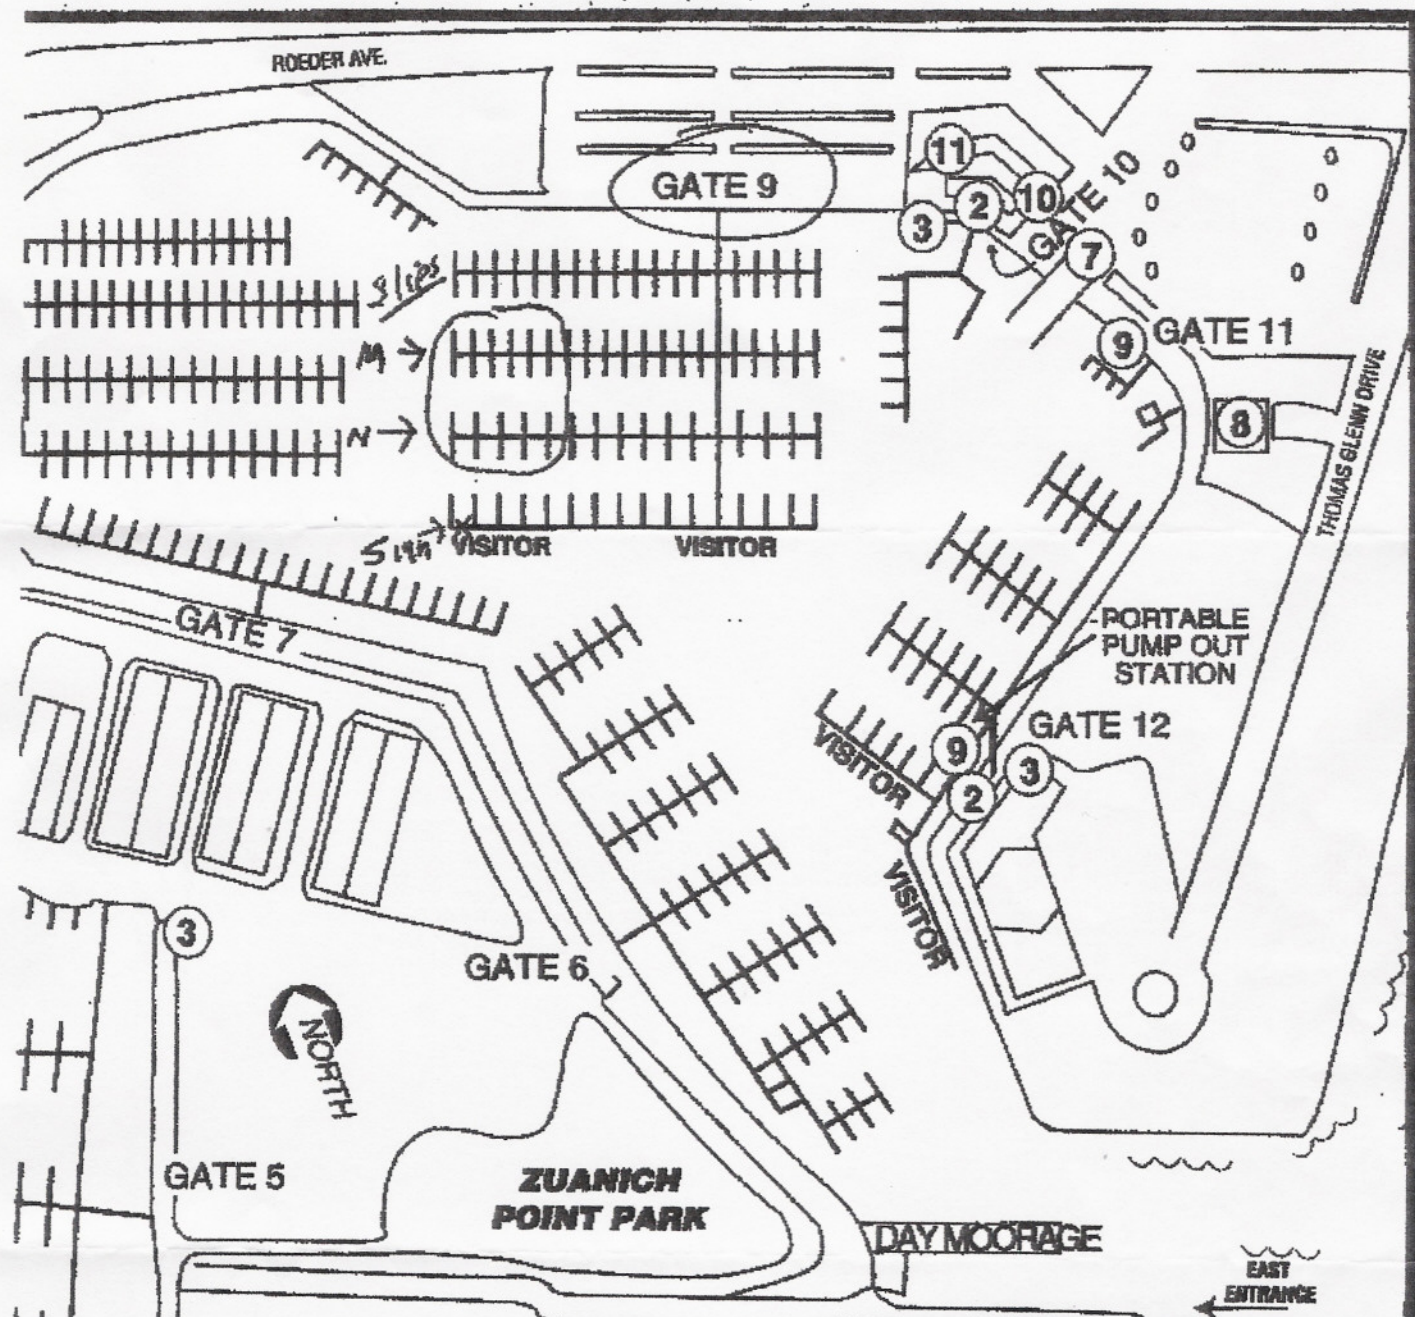 ROEDER AVE.
GATE 9
11
10
2
3
GATE 10
7
Slips
M
9
GATE 11
8
N
THOMAS GLENN DRIVE
Sign
VISITOR
VISITOR
GATE 7
PORTABLE
PUMP OUT
STATION
GATE 12
VISITOR
9
3
2
VISITOR
3
GATE 6
NORTH
GATE 5
ZUANICH
POINT PARK
DAY MOORAGE
EAST
ENTRANCE